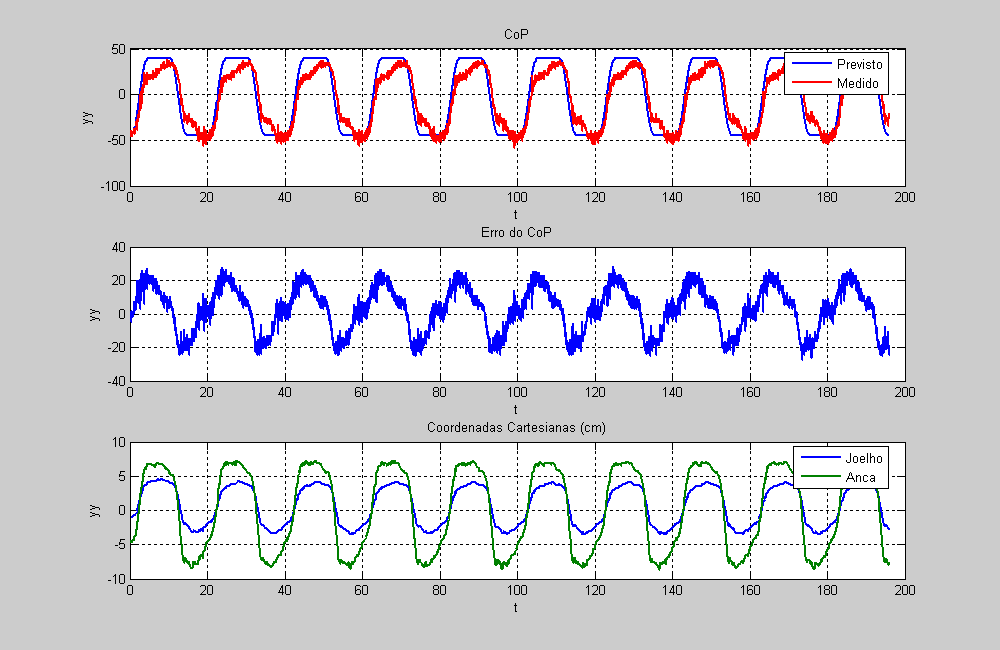 CoP
50
0
-50
-100
yy
Previsto
Medido
0 20 40 60 80 100 120 140 160 180 200
t
Erro do CoP
40
20
0
-20
-40
yy
0 20 40 60 80 100 120 140 160 180 200
t
Coordenadas Cartesianas (cm)
10
5
0
-5
-10
yy
Joelho
Anca
0 20 40 60 80 100 120 140 160 180 200
t